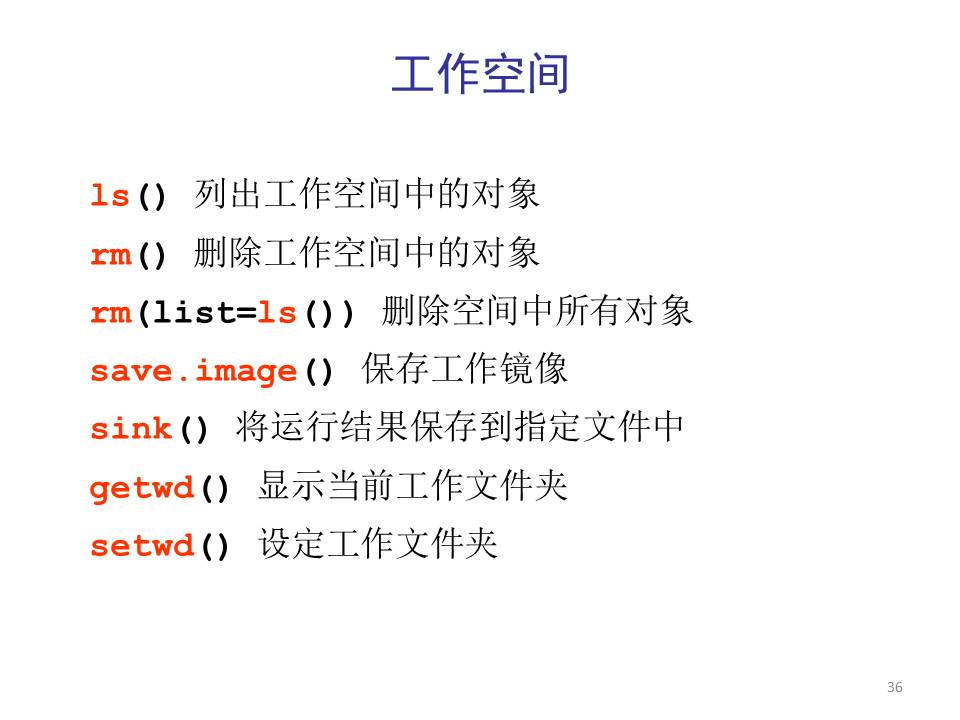 工作空间
ls() 列出工作空间中的对象
rm() 删除工作空间中的对象
rm(list=ls()) 删除空间中所有对象
save.image() 保存工作镜像
sink() 将运行结果保存到指定文件中
getwd() 显示当前工作文件夹
setwd() 设定工作文件夹
36